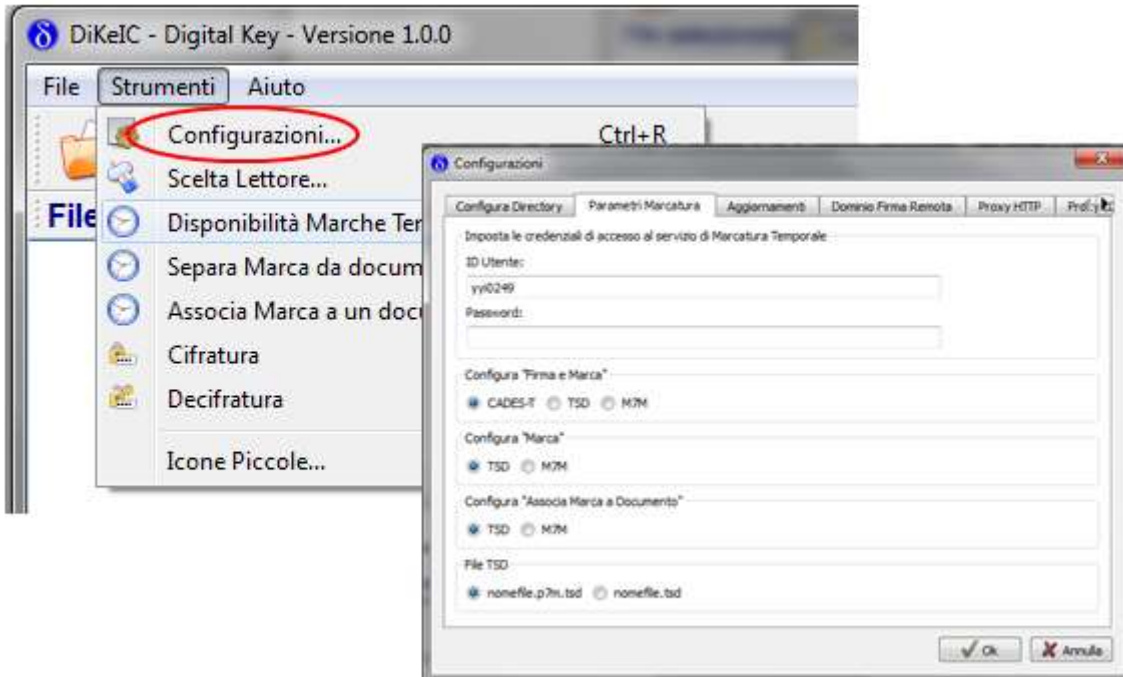 DiKeIC - Digital Key - Versione 1.0.0
File Strumenti Aiuto
Configurazioni... Ctrl+R
Scelta Lettore...
File
Disponibilità Marche Ter
Separa Marca da docum
Associa Marca a un docu
Cifratura
Decifratura
Icone Piccole...
Configurazioni
Configura Directory Parametri Marcatura Aggiornamenti Dominio Firma Remota Proxy HTTP
Imposta le credenziali di accesso al servizio di Marcatura Temporale
ID Utente:
yyi0249
Password:
Configura "Firma e Marca"
CADES-T TSD M7M
Configura "Marca"
TSD M7M
Configura "Associa Marca a Documento"
TSD M7M
File TSD
nomefile.p7m.tsd nomefile.tsd
Ok Annulla